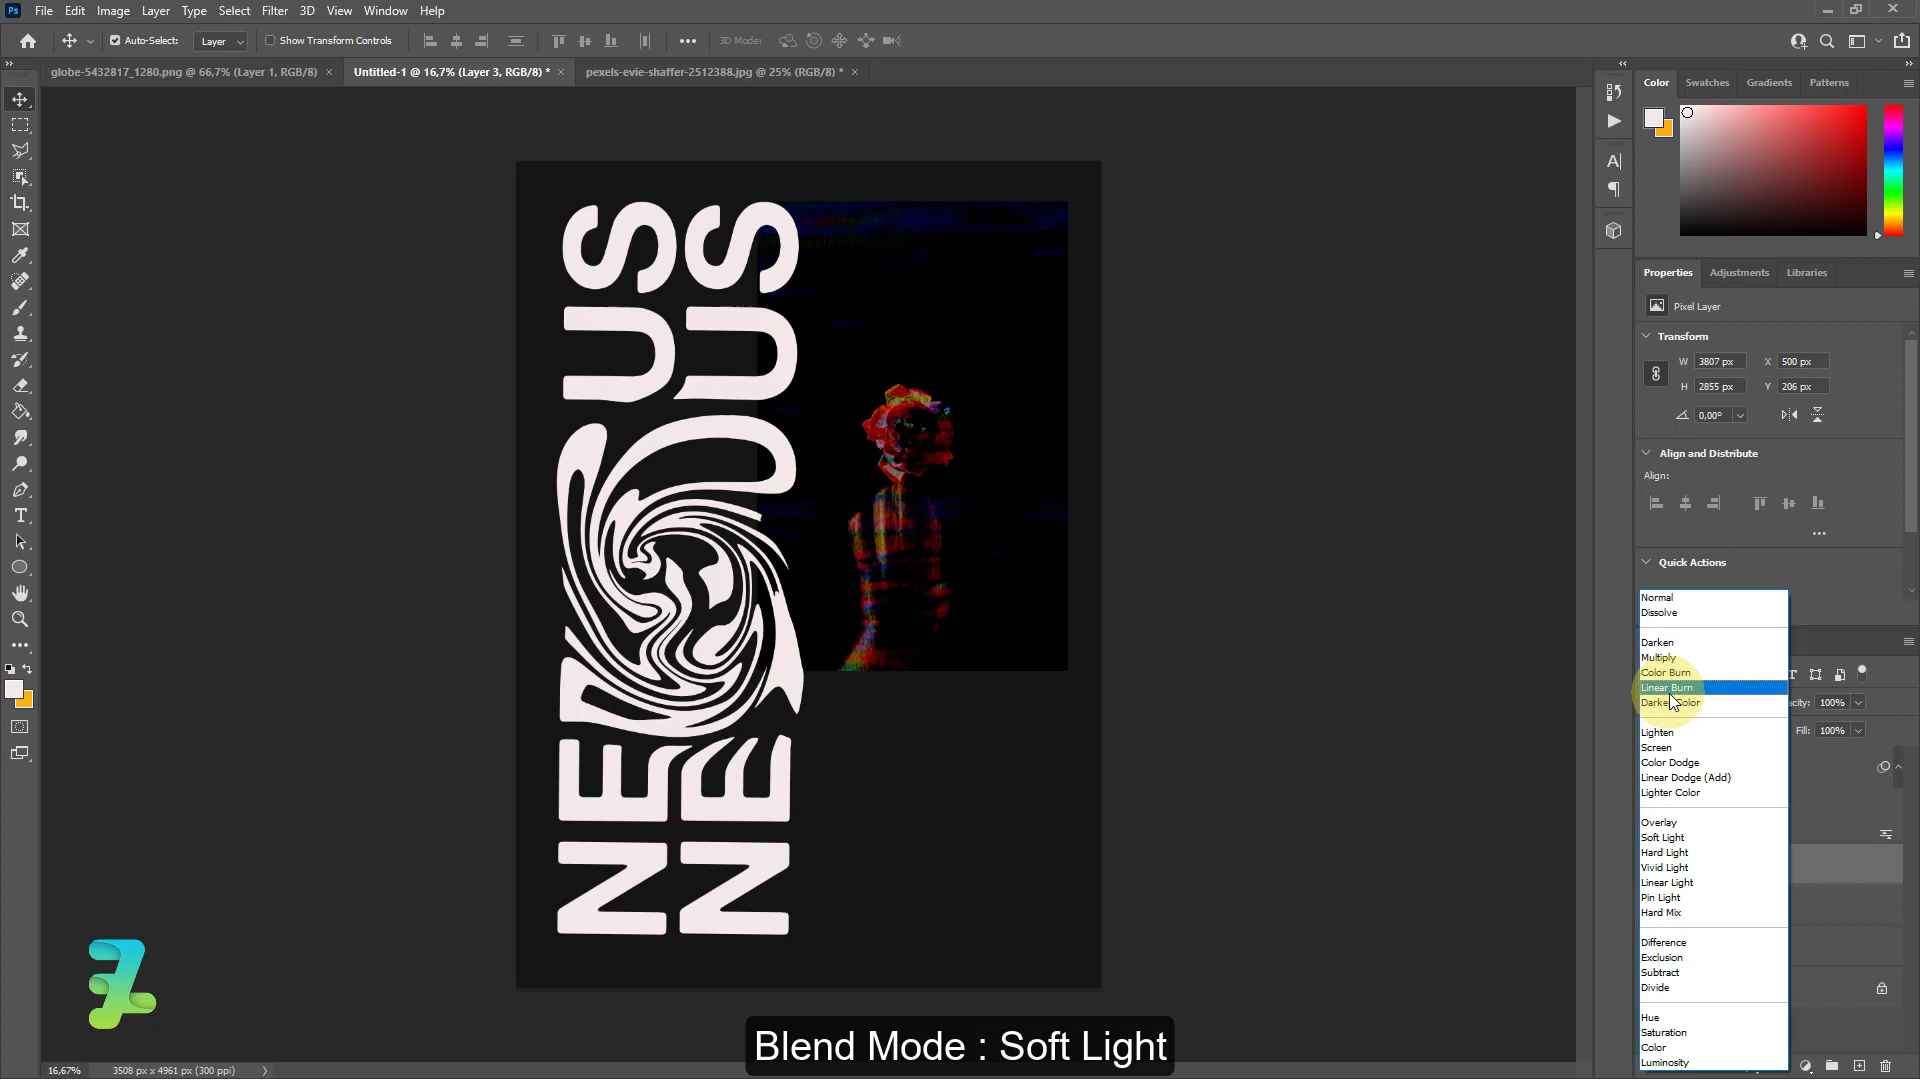 Ps File Edit Image Layer Type Select Filter 3D View Window Help
Auto-Select: Layer Show Transform Controls 3D Mode:
globe-5432817_1280.png @ 66,7% (Layer 1, RGB/8) Untitled-1 @ 16,7% (Layer 3, RGB/8) * pexels-evie-shaffer-2512388.jpg @ 25% (RGB/8) *
Color Swatches Gradients Patterns
Properties Adjustments Libraries
Pixel Layer
Transform
W 3807 px X 500 px
H 2855 px Y 206 px
0,00°
Align and Distribute
Align:
Quick Actions
Normal
Dissolve
Darken
Multiply
Color Burn
Linear Burn
Darker Color
Lighten
Screen
Color Dodge
Linear Dodge (Add)
Lighter Color
Overlay
Soft Light
Hard Light
Vivid Light
Linear Light
Pin Light
Hard Mix
Difference
Exclusion
Subtract
Divide
Hue
Saturation
Color
Luminosity
100%
Fill: 100%
Blend Mode : Soft Light
16,67% 3508 px x 4961 px (300 ppi)